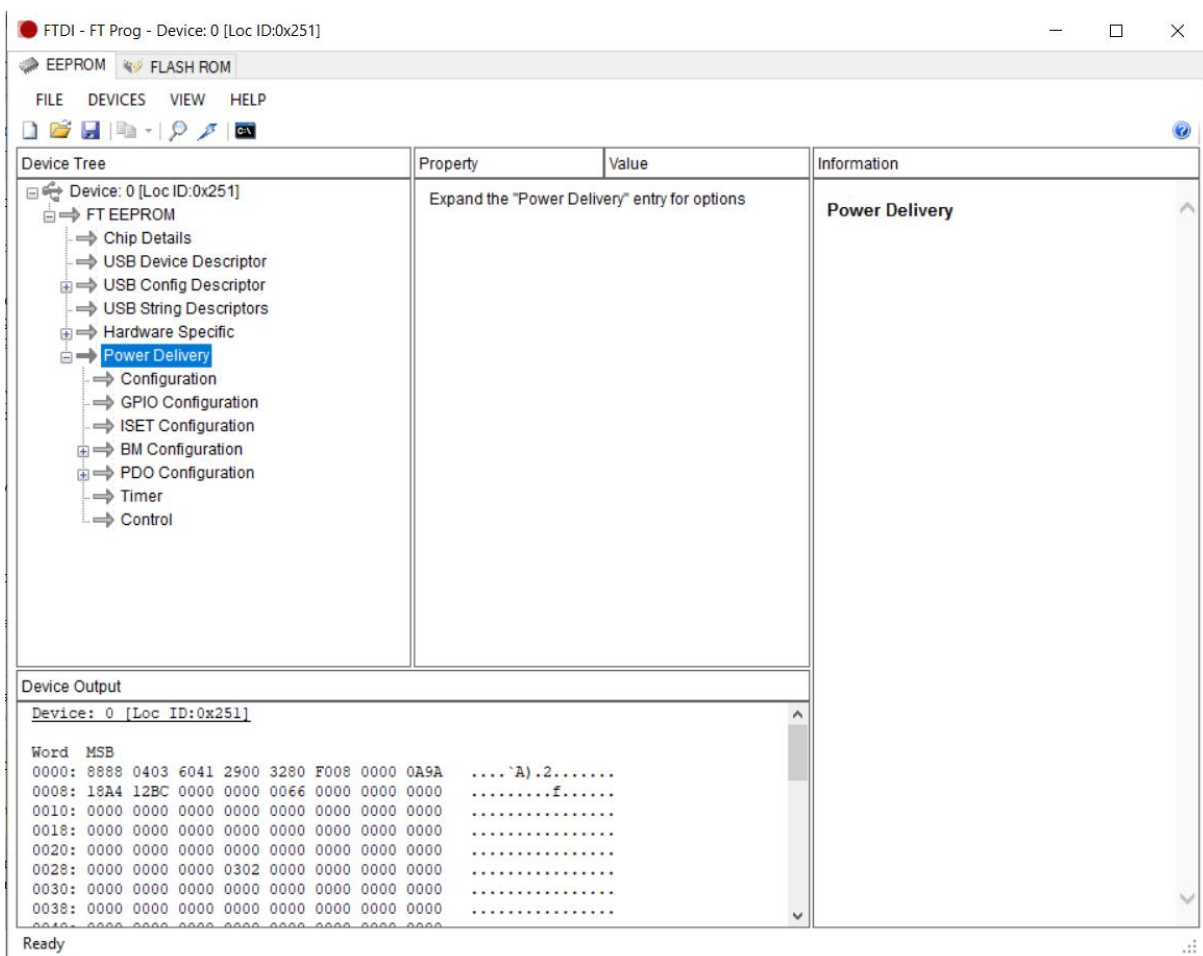 FTDI - FT Prog - Device: 0 [Loc ID:0x251]
EEPROM FLASH ROM
FILE DEVICES VIEW HELP
Device Tree
Property Value
Information
Device: 0 [Loc ID:0x251]
FT EEPROM
Chip Details
USB Device Descriptor
USB Config Descriptor
USB String Descriptors
Hardware Specific
Power Delivery
Configuration
GPIO Configuration
ISET Configuration
BM Configuration
PDO Configuration
Timer
Control
Expand the "Power Delivery" entry for options
Power Delivery
Device Output
Device: 0 [Loc ID:0x251]
Word MSB
0000: 8888 0403 6041 2900 3280 F008 0000 0A9A ....`A).2.......
0008: 18A4 12BC 0000 0000 0066 0000 0000 0000 .........f......
0010: 0000 0000 0000 0000 0000 0000 0000 0000 ................
0018: 0000 0000 0000 0000 0000 0000 0000 0000 ................
0020: 0000 0000 0000 0000 0000 0000 0000 0000 ................
0028: 0000 0000 0000 0302 0000 0000 0000 0000 ................
0030: 0000 0000 0000 0000 0000 0000 0000 0000 ................
0038: 0000 0000 0000 0000 0000 0000 0000 0000 ................
Ready